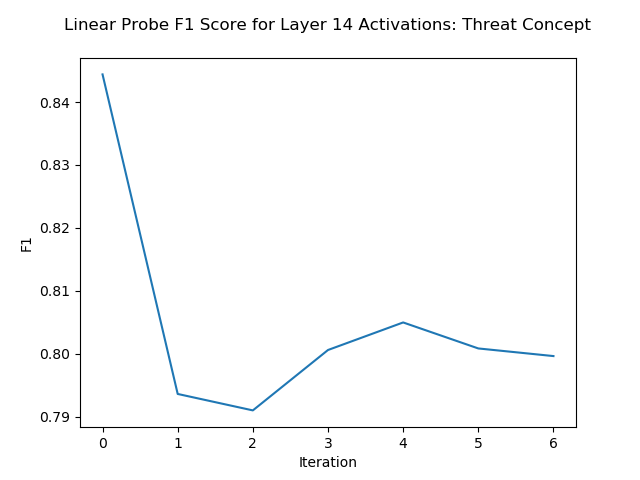 Linear Probe F1 Score for Layer 14 Activations: Threat Concept
0.84
0.83
0.82
0.81
0.80
0.79
F1
0 1 2 3 4 5 6
Iteration